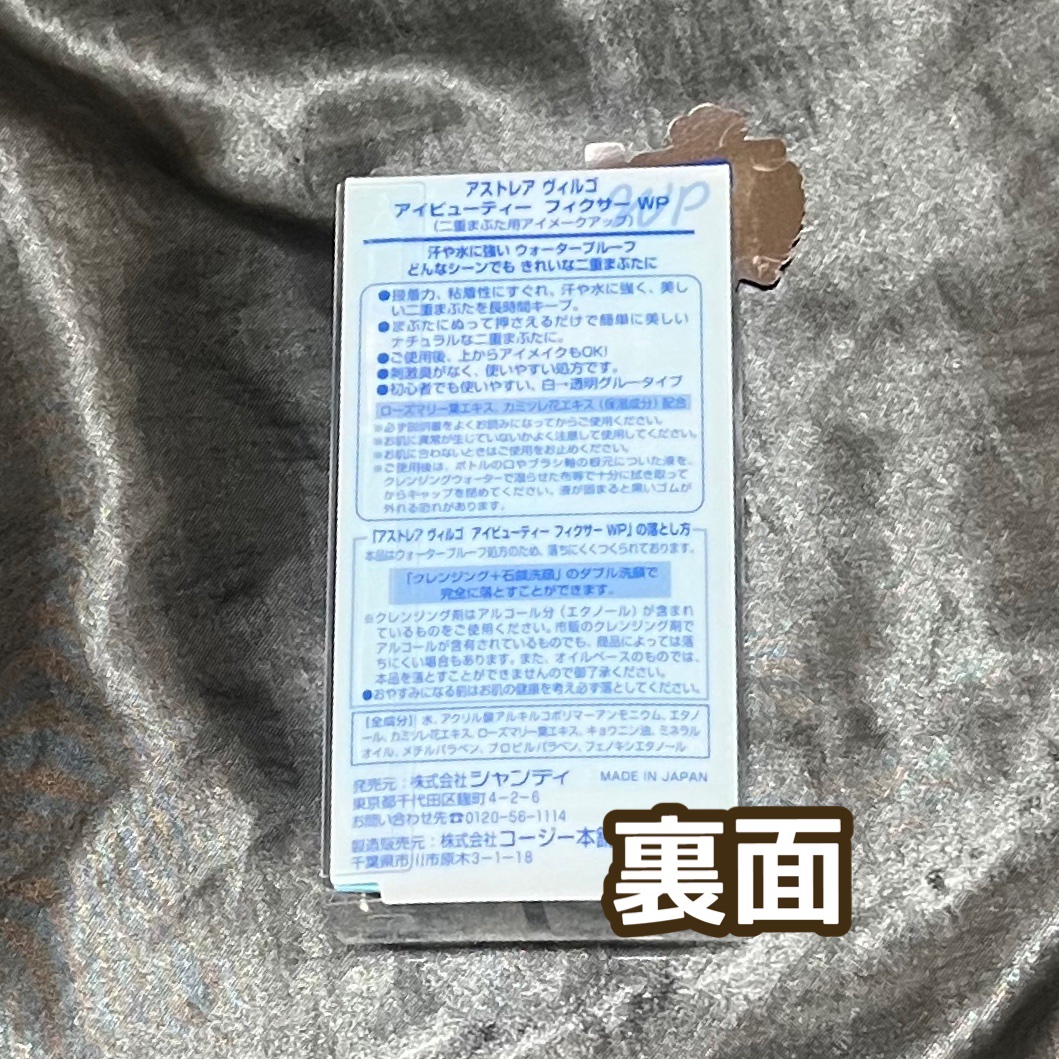 アストレア ヴィルゴ
アイビューティー フィクサー WP
(二重まぶた用アイメークアップ)
汗や水に強い ウォータープルーフ
どんなシーンでも きれいな二重まぶたに
●接着力、粘着性にすぐれ、汗や水に強く、美し
い二重まぶたを長時間キープ。
●まぶたにぬって押さえるだけで簡単に美しい
ナチュラルな二重まぶたに。
●ご使用後、上からアイメイクもOK!
●刺激臭がなく、使いやすい処方です。
●初心者でも使いやすい、白→透明グルータイプ
ローズマリー葉エキス、カミツレ花エキス(保湿成分)配合
※必ず説明書をよくお読みになってからご使用ください。
※お肌に異常が生じていないかよく注意して使用してください。
※お肌に合わないときはご使用をお止めください。
※ご使用後は、ボトルの口やブラシ軸の根元についた液を、
クレンジングウォーターで湿らせた布等で十分に拭き取って
からキャップを閉めてください。液が固まると黒いゴムが
外れる恐れがあります。
「アストレア ヴィルゴ アイビューティー フィクサー WP」の落とし方
本品はウォータープルーフ処方のため、落ちにくくつくられております。
「クレンジング+石鹸洗顔」のダブル洗顔で
完全に落とすことができます。
※クレンジング剤はアルコール分(エタノール)が含まれ
ているものをご使用ください。市販のクレンジング剤で
アルコールが含有されているものでも、商品によっては落
ちにくい場合もあります。また、オイルベースのものでは、
本品を落とすことができませんので御了承ください。
●おやすみになる前はお肌の健康を考え必ず落としてください。
[全成分] 水、アクリル酸アルキルコポリマーアンモニウム、エタノ
ール、カミツレ花エキス、ローズマリー葉エキス、キョウニン油、ミネラル
オイル、メチルパラベン、プロピルパラベン、フェノキシエタノール
発売元:株式会社シャンティ MADE IN JAPAN
東京都千代田区麹町4-2-6
お問い合わせ先☎0120-56-1114
製造販売元:株式会社コージー本舗
千葉県市川市原木3-1-18
裏面